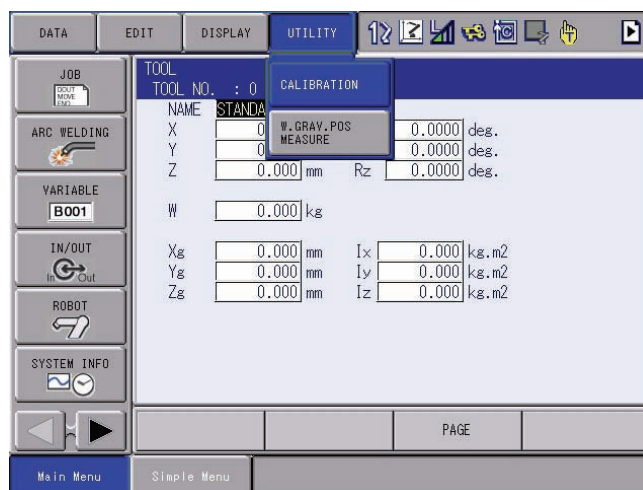 DATA EDIT DISPLAY UTILITY 12
JOB
DOUT
MOVE
END
ARC WELDING
VARIABLE
B001
IN/OUT
In Out
ROBOT
SYSTEM INFO
TOOL
TOOL NO. : 0
CALIBRATION
W.GRAV.POS
MEASURE
NAME STANDA
X 0 0.0000 deg.
Y 0 0.0000 deg.
Z 0.000 mm Rz 0.0000 deg.
W 0.000 kg
Xg 0.000 mm Ix 0.000 kg.m2
Yg 0.000 mm Iy 0.000 kg.m2
Zg 0.000 mm Iz 0.000 kg.m2
PAGE
Main Menu Simple Menu